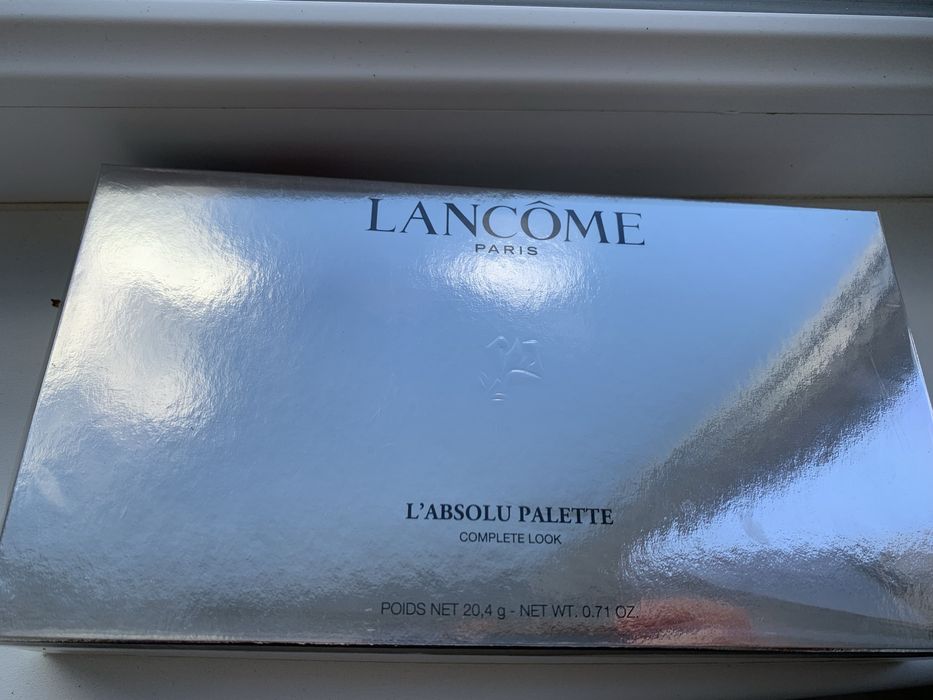 LANCÔME
PARIS
L'ABSOLU PALETTE
COMPLETE LOOK
POIDS NET 20,4 g - NET WT. 0.71 OZ.